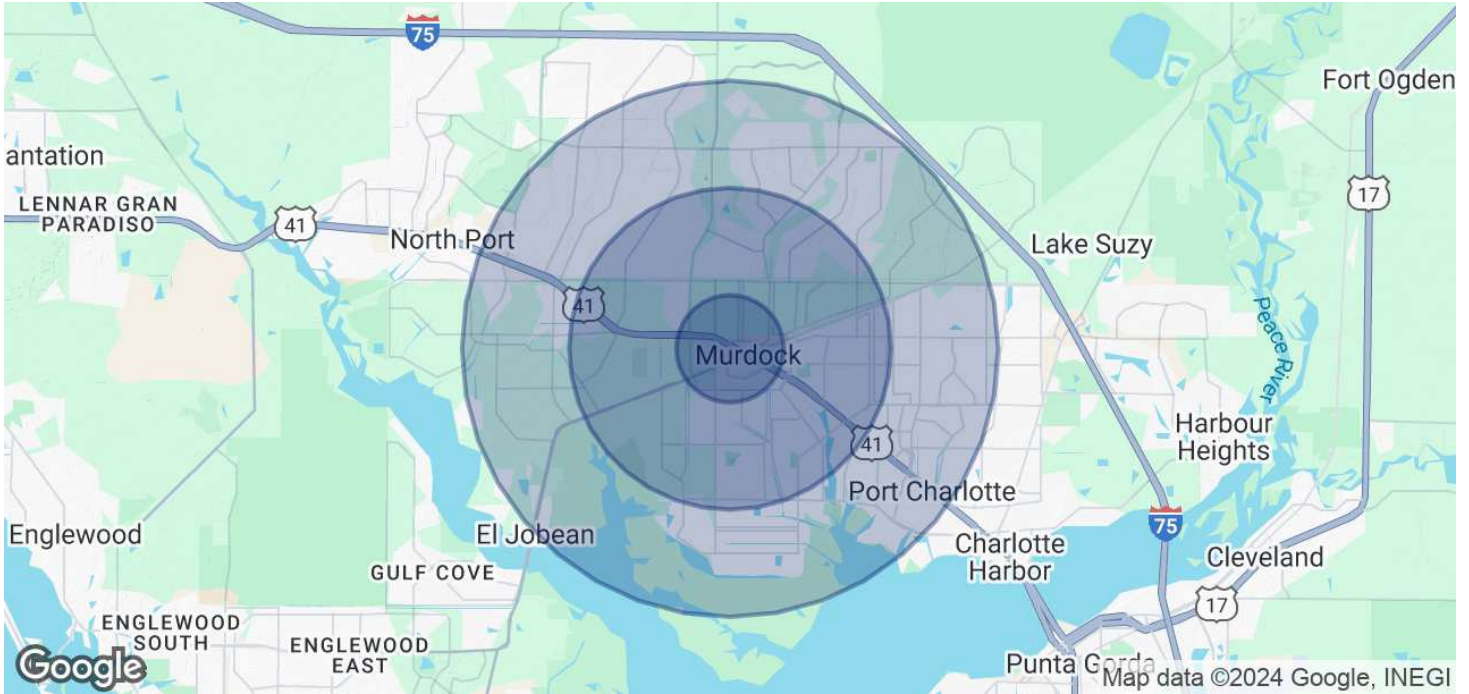 75
Fort Ogden
antation
17
LENNAR GRAN
PARADISO
41
North Port
Lake Suzy
41
Peace River
Murdock
Harbour
Heights
41
Port Charlotte
75
Englewood
El Jobean
Charlotte
Harbor
Cleveland
GULF COVE
17
ENGLEWOOD
SOUTH
ENGLEWOOD
EAST
Punta Gorda
Google
Map data ©2024 Google, INEGI